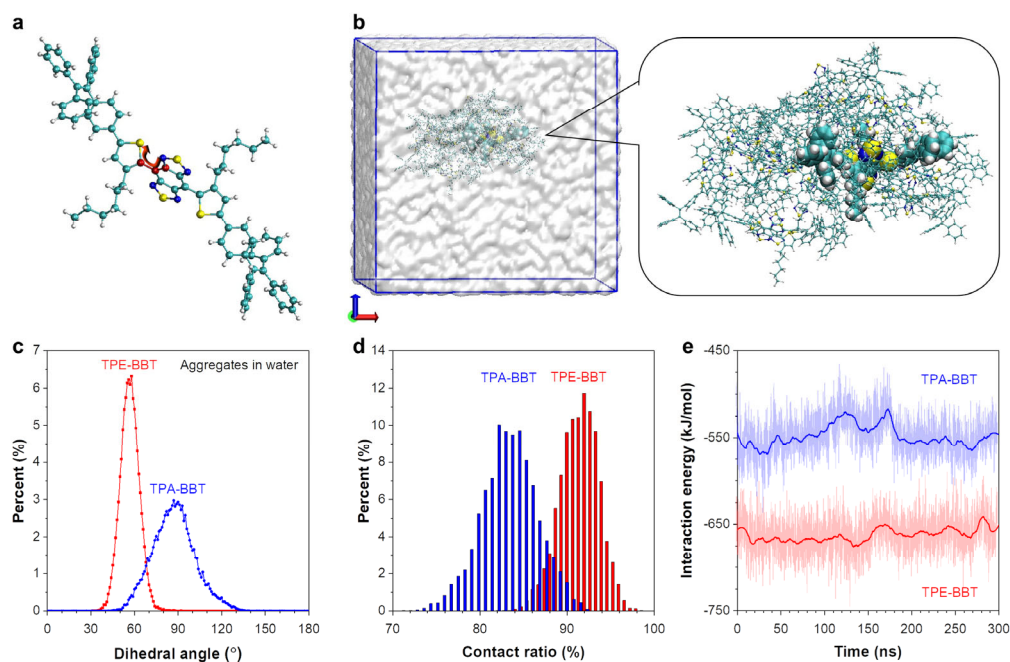 a
b
c
7
6
5
4
3
2
1
0
Percent (%)
TPE-BBT
Aggregates in water
TPA-BBT
0 30 60 90 120 150 180
Dihedral angle (°)
d
14
12
10
8
6
4
2
0
Percent (%)
TPA-BBT
TPE-BBT
70 80 90 100
Contact ratio (%)
e
-450
-550
-650
-750
Interaction energy (kJ/mol)
TPA-BBT
TPE-BBT
0 50 100 150 200 250 300
Time (ns)